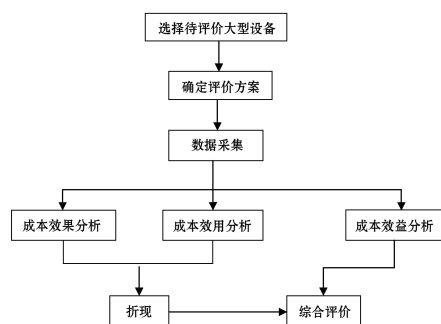 选择待评价大型设备
确定评价方案
数据采集
成本效果分析
成本效用分析
成本效益分析
折现
综合评价